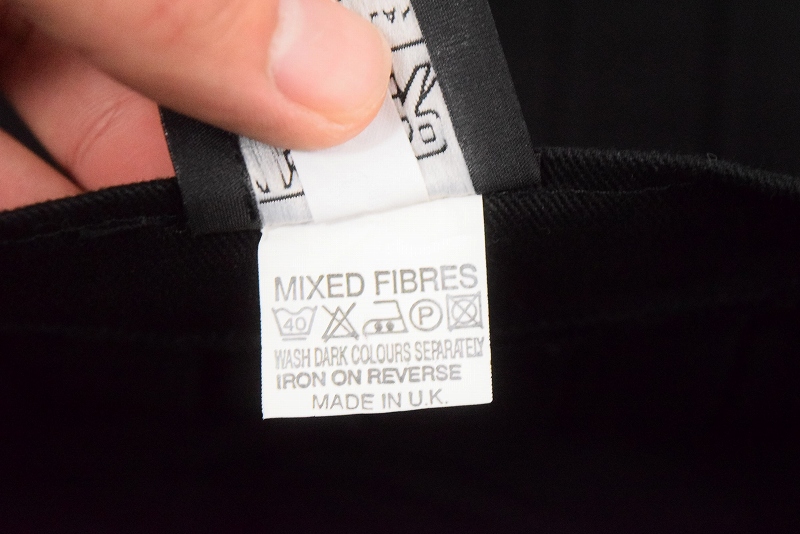 MIXED FIBRES
40 P
WASH DARK COLOURS SEPARATELY
IRON ON REVERSE
MADE IN U.K.